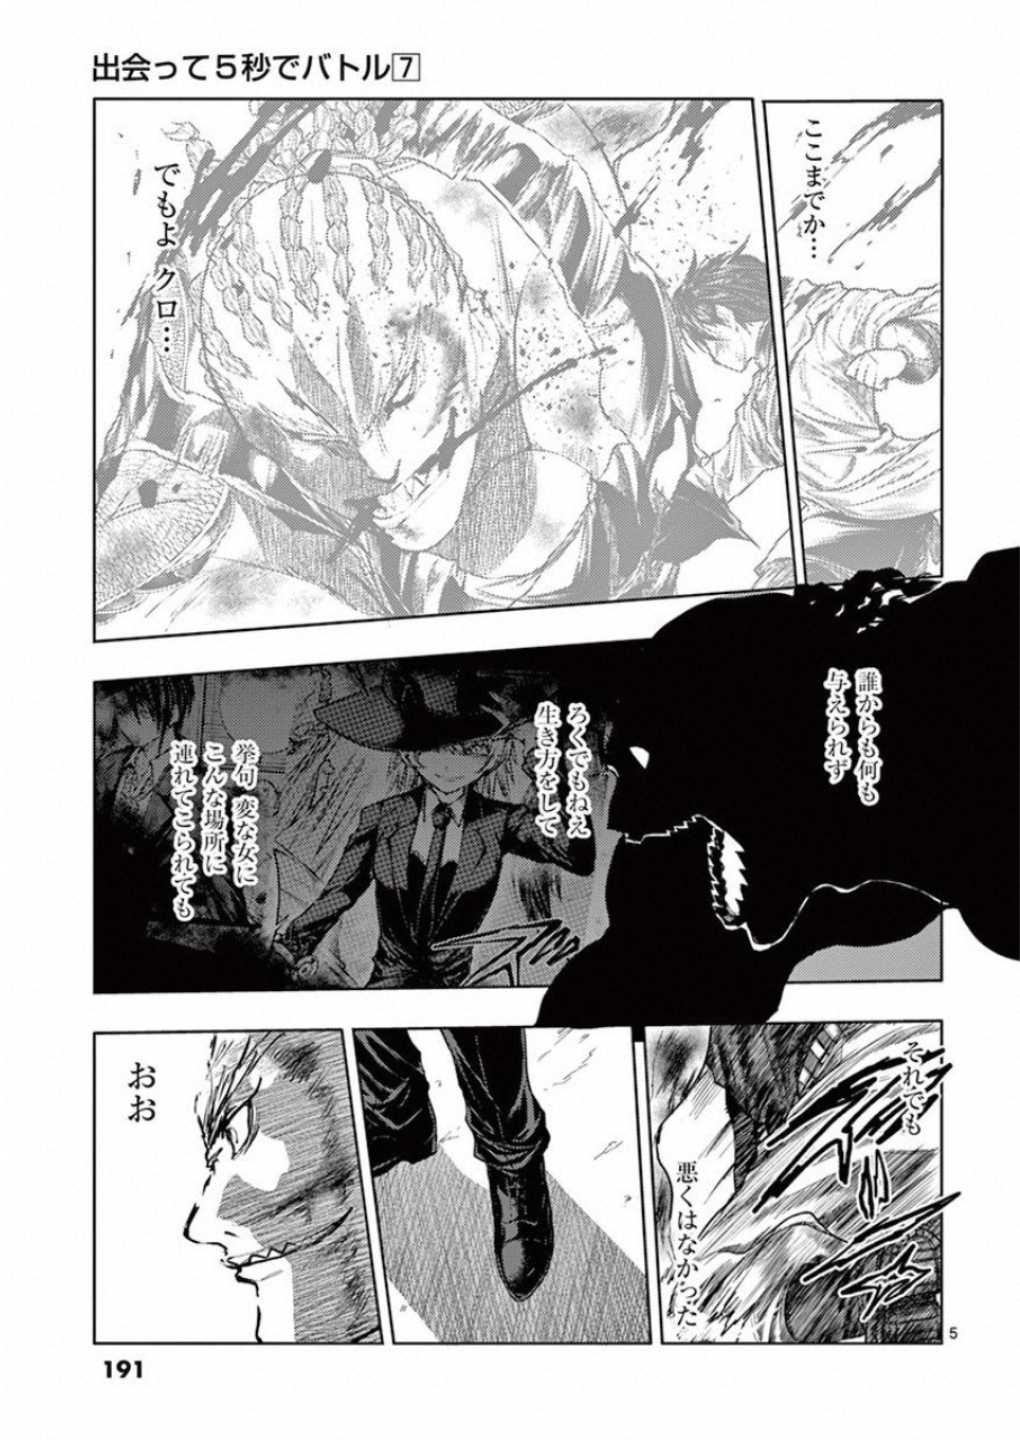 出会って5秒でバトル7
ここまでか…
でもよ クロ…
誰からも何も
与えられず
ろくでもねえ
生き方をして
挙句 変な女に
こんな場所に
連れてこられても
それでも
悪くはなかった
おお
5
191